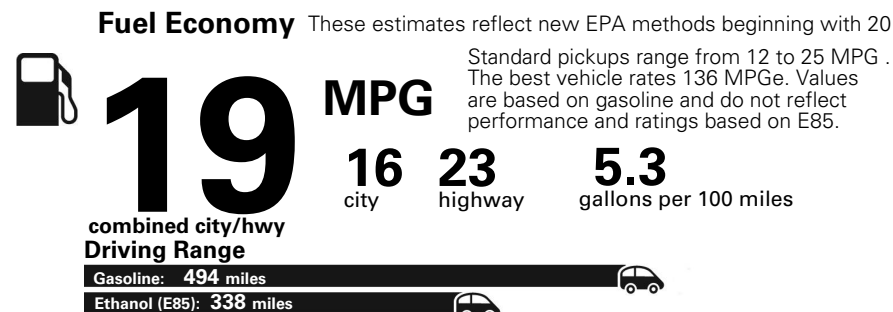 Fuel Economy These estimates reflect new EPA methods beginning with 20
Standard pickups range from 12 to 25 MPG .
The best vehicle rates 136 MPGe. Values
are based on gasoline and do not reflect
performance and ratings based on E85.
19 MPG
16 23 5.3
city highway gallons per 100 miles
combined city/hwy
Driving Range
Gasoline: 494 miles
Ethanol (E85): 338 miles